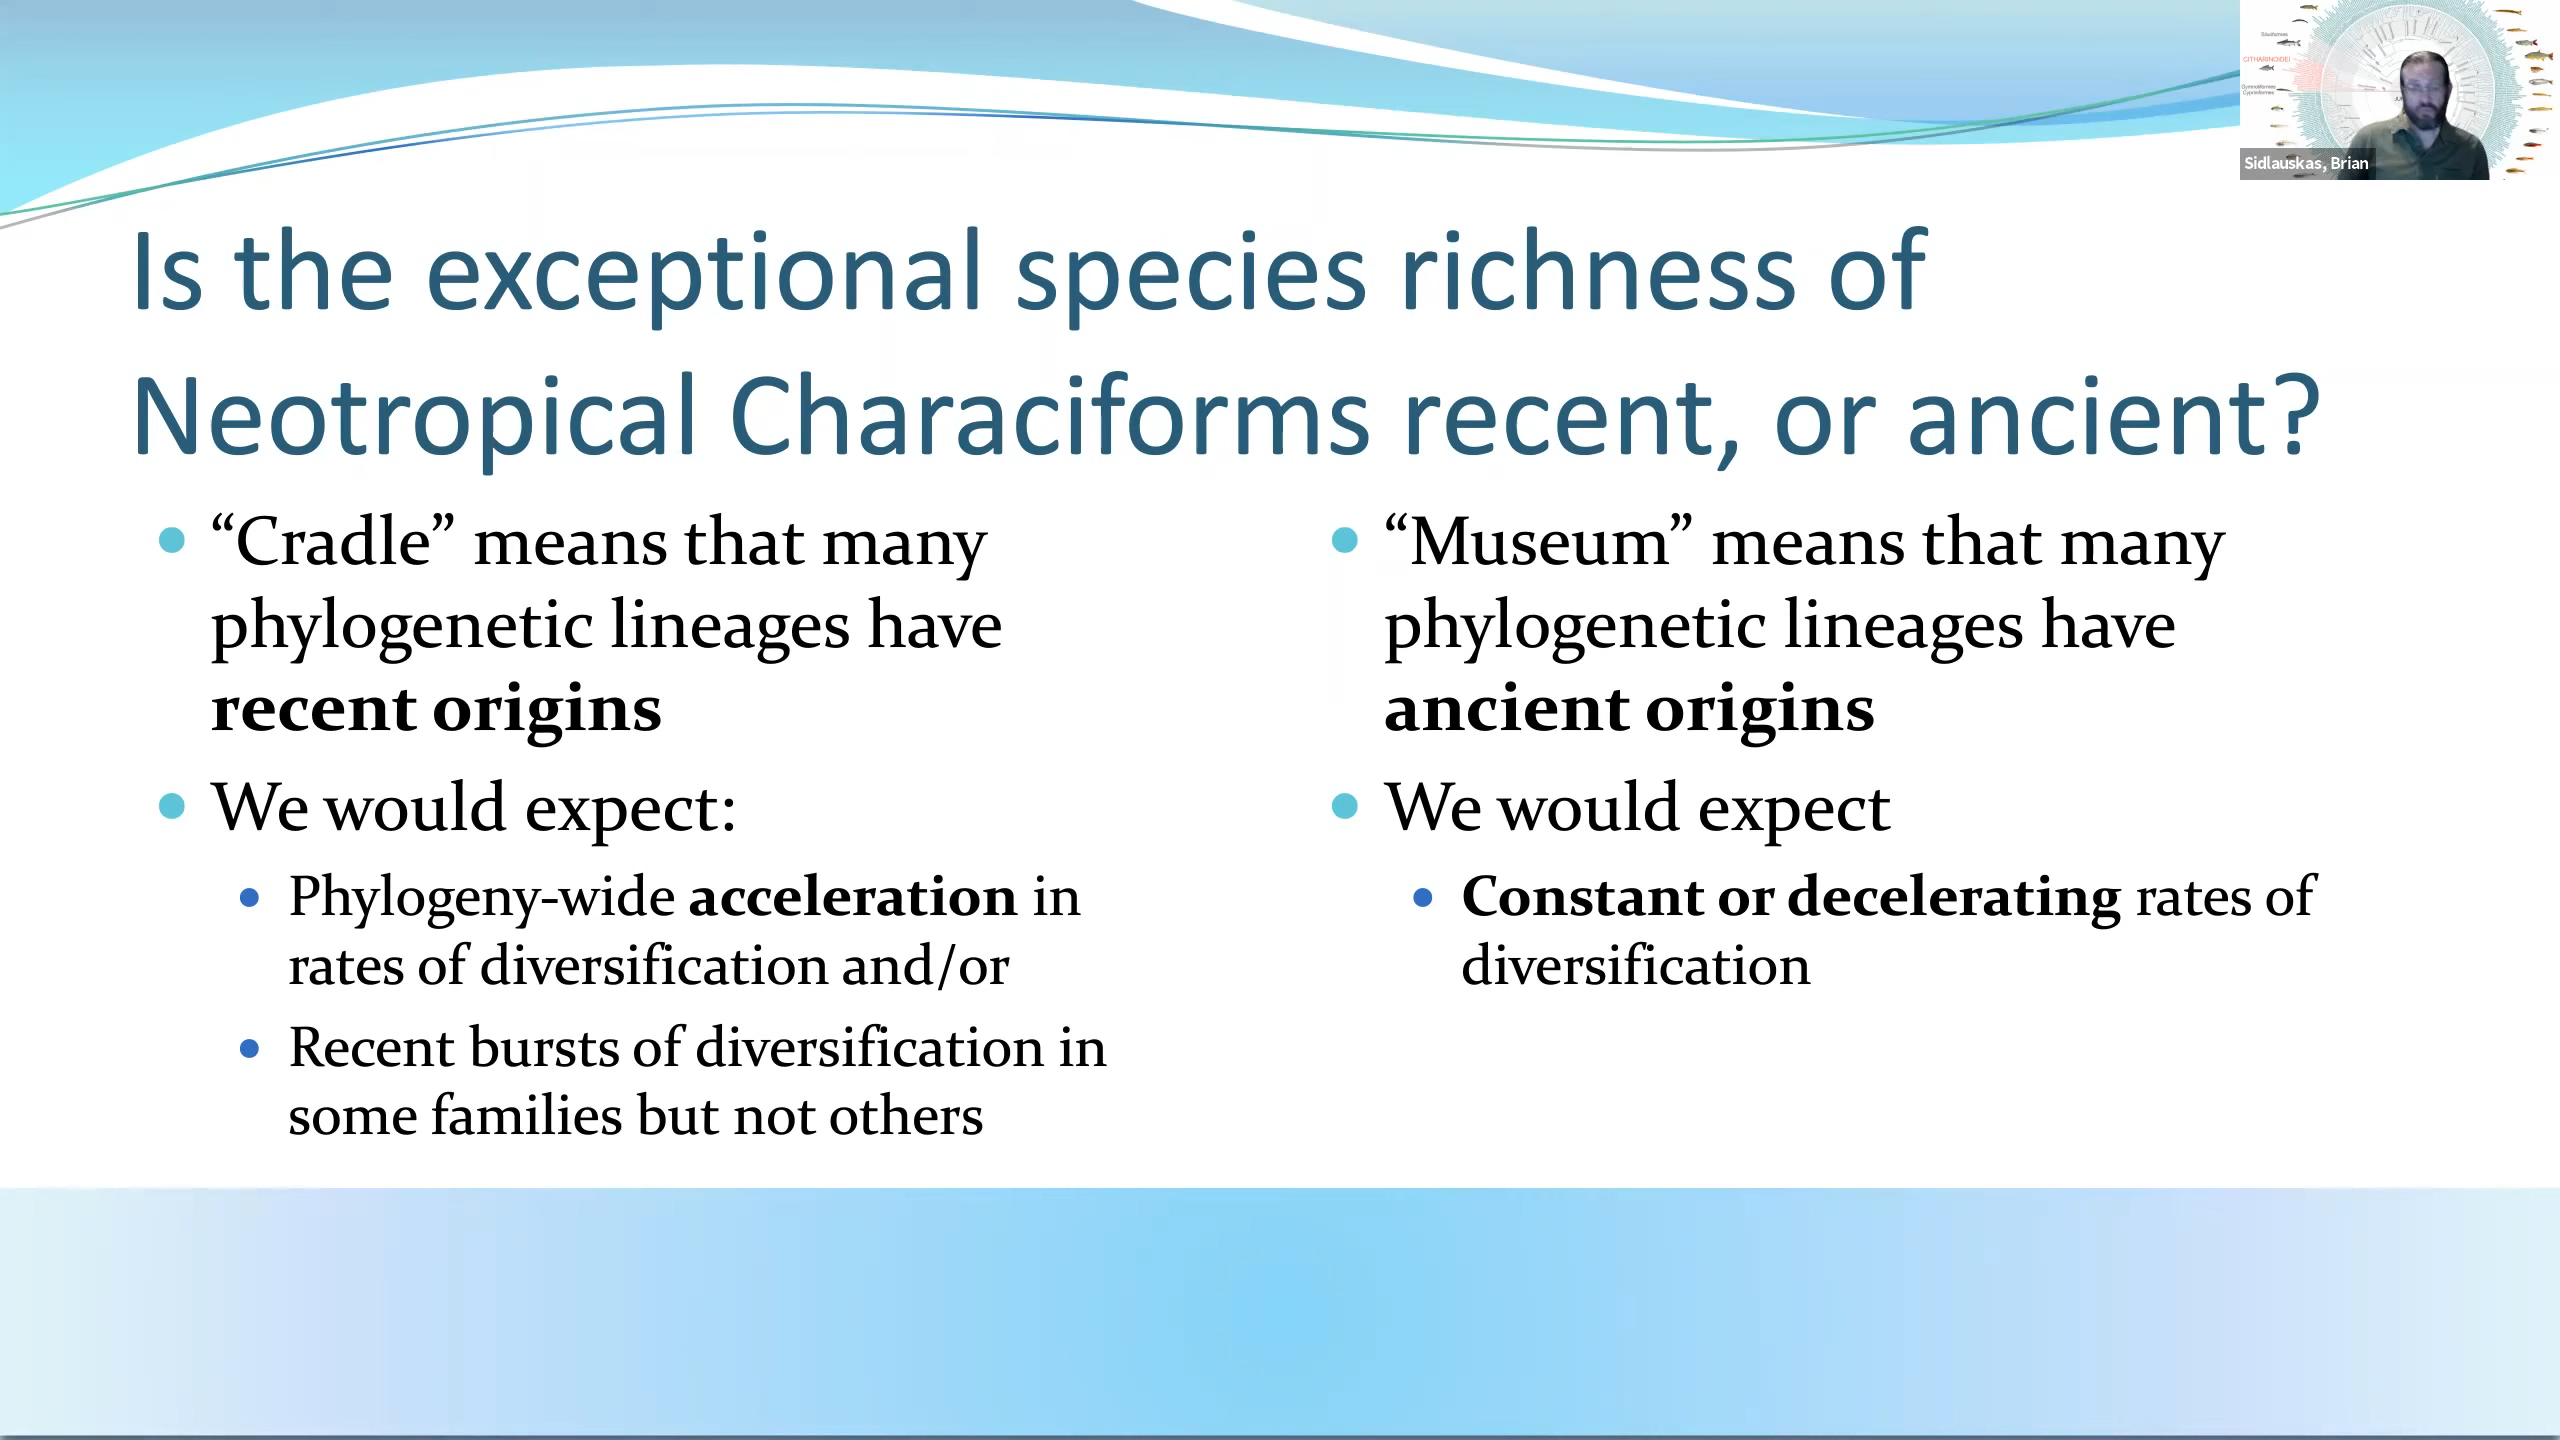 Is the exceptional species richness of
Neotropical Characiforms recent, or ancient?
“Cradle” means that many
phylogenetic lineages have
recent origins
We would expect:
Phylogeny-wide acceleration in
rates of diversification and/or
Recent bursts of diversification in
some families but not others
“Museum” means that many
phylogenetic lineages have
ancient origins
We would expect
Constant or decelerating rates of
diversification
CITHARINOIDEI
Sidlauskas, Brian